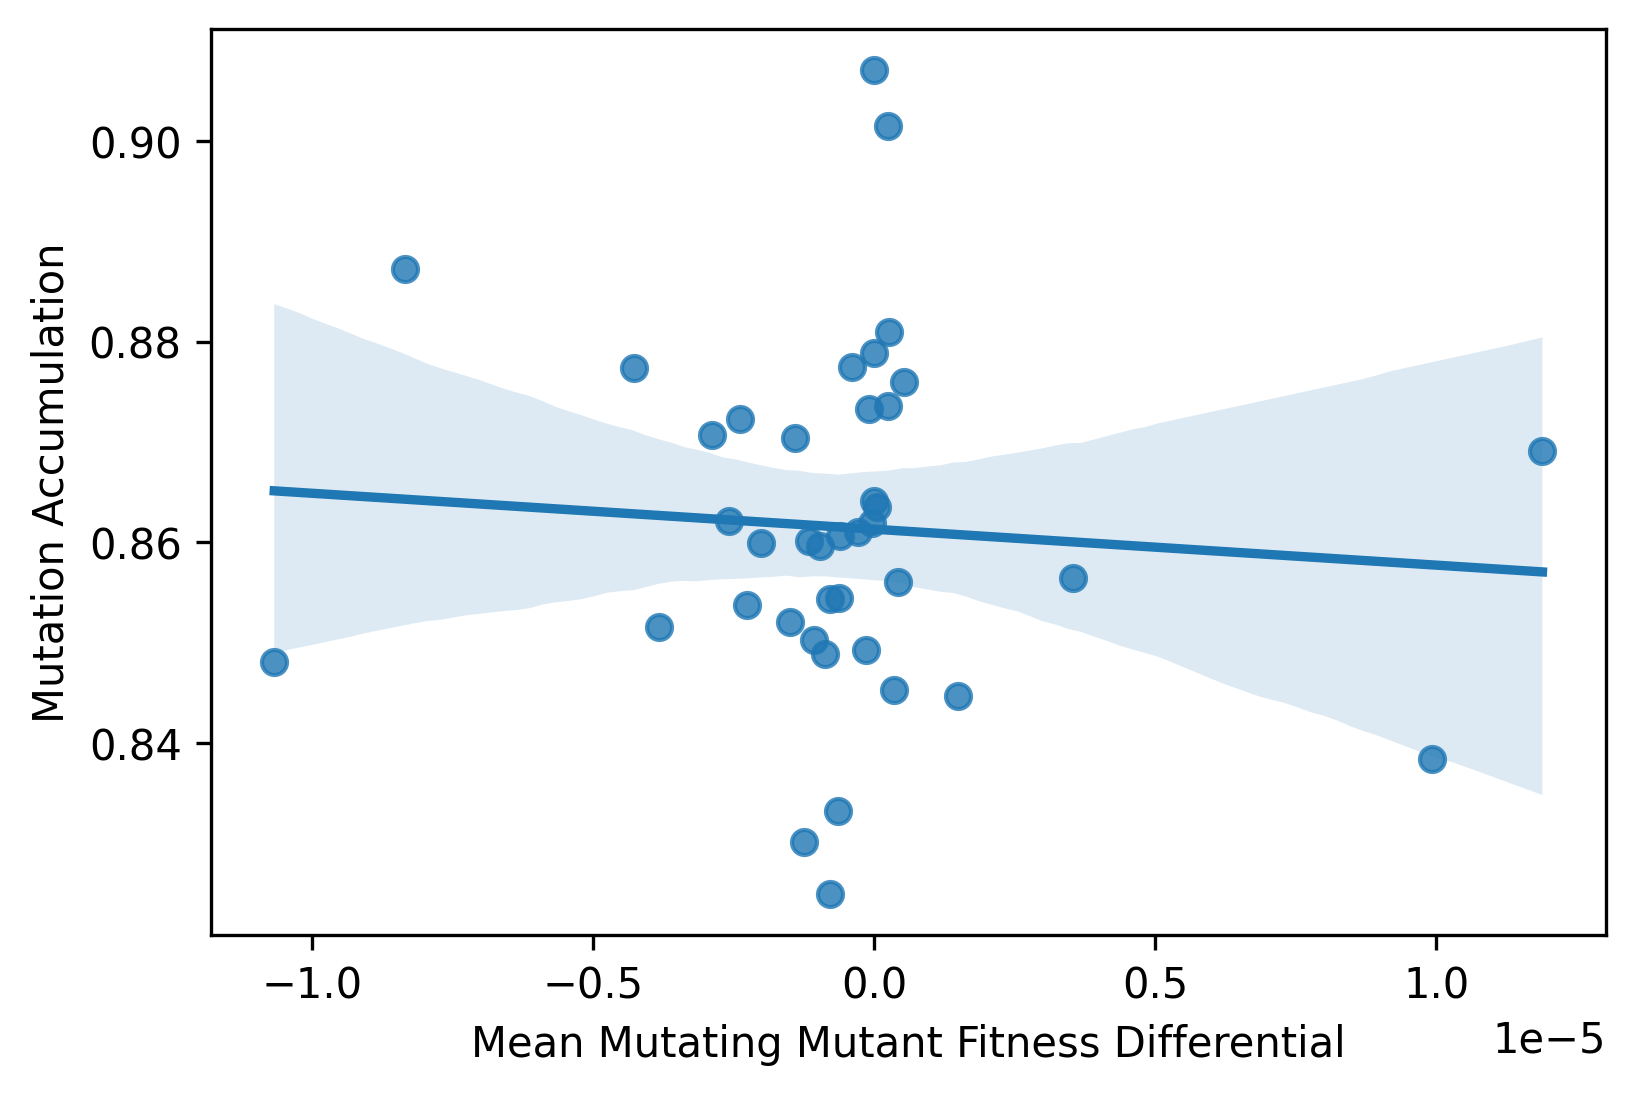 Mutation Accumulation
0.90
0.88
0.86
0.84
−1.0 −0.5 0.0 0.5 1.0
1e−5
Mean Mutating Mutant Fitness Differential